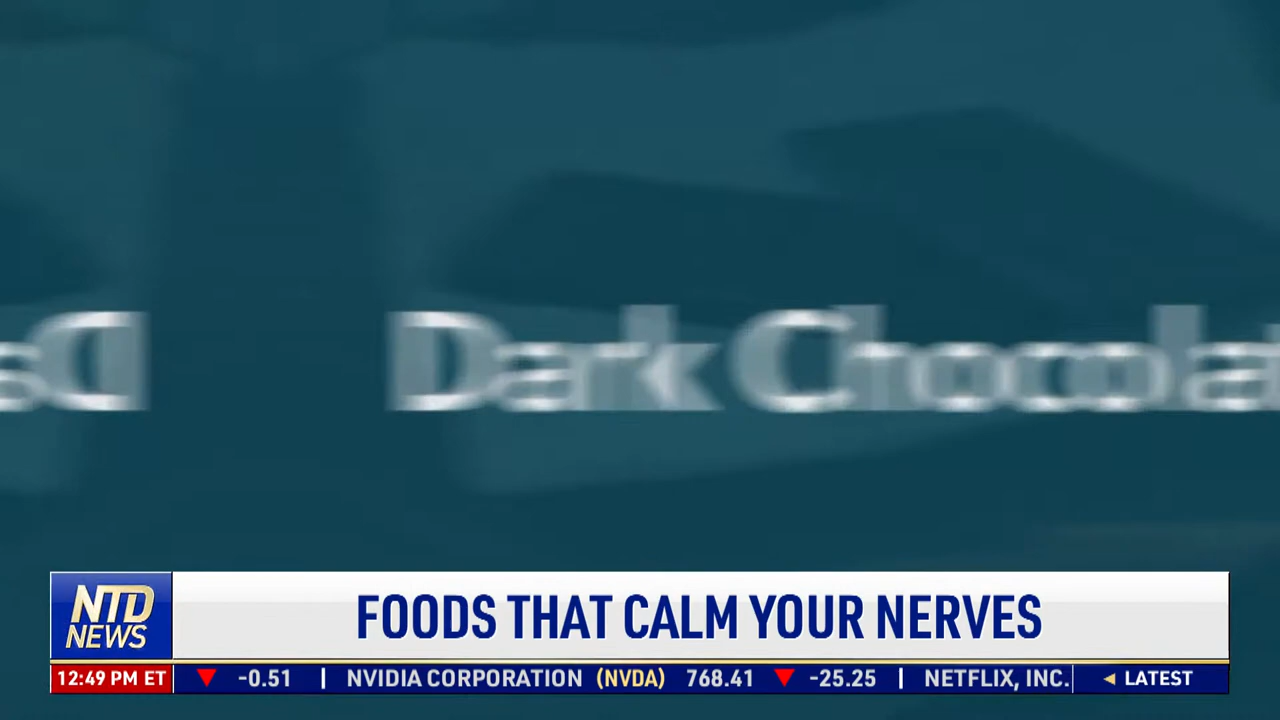 Dark Chocolat
NTD
NEWS
FOODS THAT CALM YOUR NERVES
12:49 PM ET
▼ -0.51 | NVIDIA CORPORATION (NVDA) 768.41 ▼ -25.25 | NETFLIX, INC.
◄ LATEST